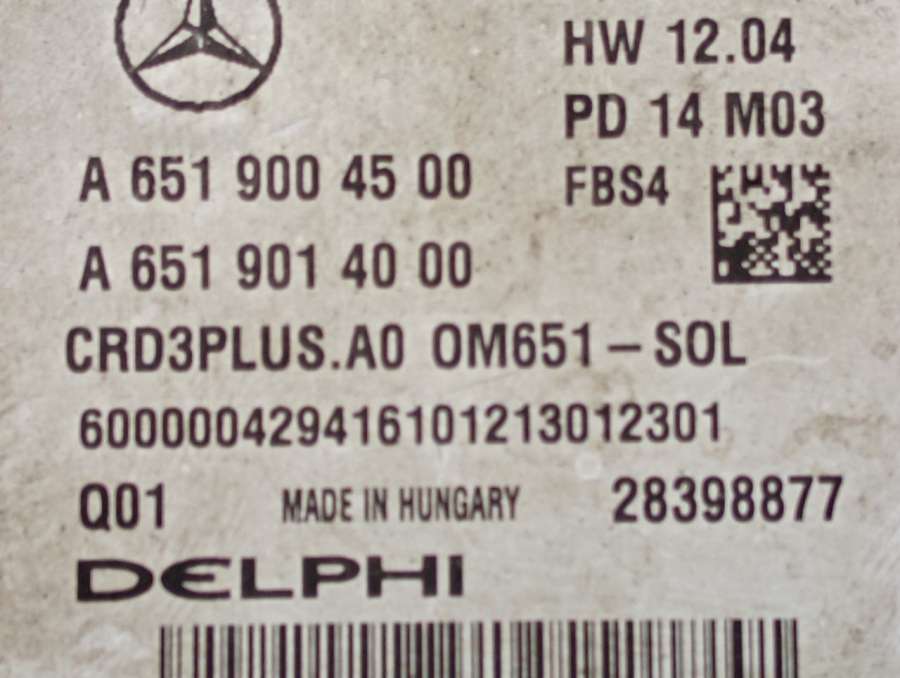 HW 12.04
PD 14 M03
A 651 900 45 00
FBS4
A 651 901 40 00
CRD3PLUS.A0 OM651-SOL
600000429416101213012301
Q01 MADE IN HUNGARY 28398877
DELPHI